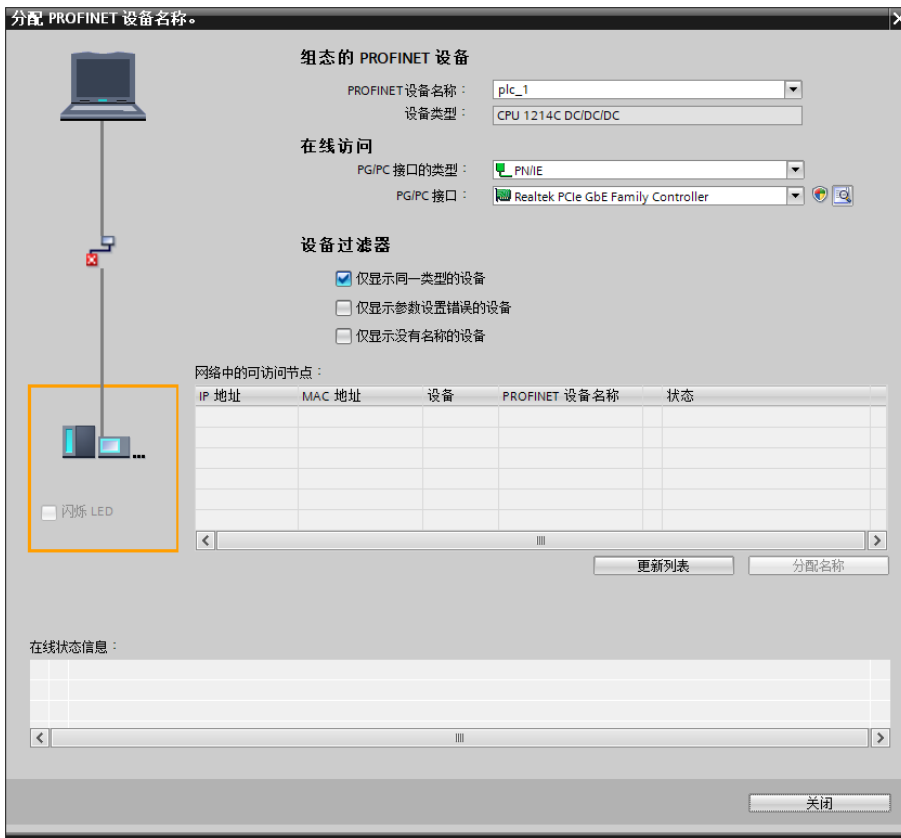 分配 PROFINET 设备名称。
组态的 PROFINET 设备
PROFINET设备名称： plc_1
设备类型： CPU 1214C DC/DC/DC
在线访问
PG/PC 接口的类型： PN/IE
PG/PC 接口： Realtek PCIe GbE Family Controller
设备过滤器
仅显示同一类型的设备
仅显示参数设置错误的设备
仅显示没有名称的设备
网络中的可访问节点：
IP 地址 MAC 地址 设备 PROFINET 设备名称 状态
闪烁 LED
更新列表 分配名称
在线状态信息：
关闭